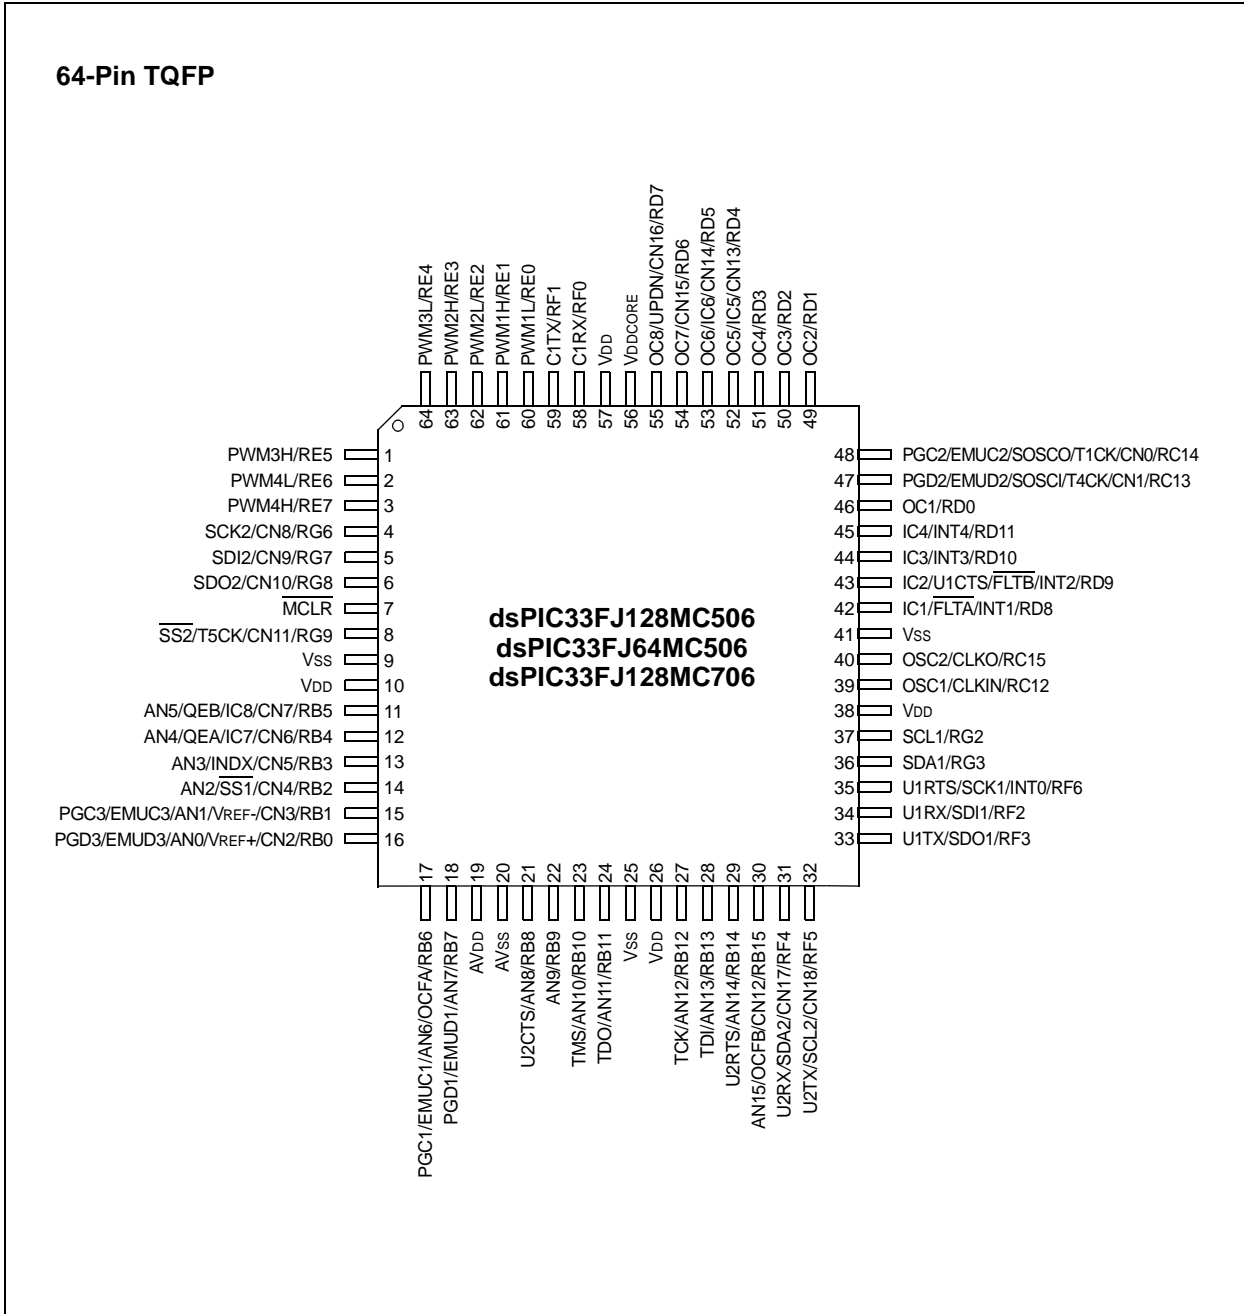 64-Pin TQFP
PWM3L/RE4
PWM2H/RE3
PWM2L/RE2
PWM1H/RE1
PWM1L/RE0
C1TX/RF1
C1RX/RF0
VDD
VDDCORE
OC8/UPDN/CN16/RD7
OC7/CN15/RD6
OC6/IC6/CN14/RD5
OC5/IC5/CN13/RD4
OC4/RD3
OC3/RD2
OC2/RD1
64 63 62 61 60 59 58 57 56 55 54 53 52 51 50 49
PWM3H/RE5 1
PWM4L/RE6 2
PWM4H/RE7 3
SCK2/CN8/RG6 4
SDI2/CN9/RG7 5
SDO2/CN10/RG8 6
MCLR 7
SS2/T5CK/CN11/RG9 8
VSS 9
VDD 10
AN5/QEB/IC8/CN7/RB5 11
AN4/QEA/IC7/CN6/RB4 12
AN3/INDX/CN5/RB3 13
AN2/SS1/CN4/RB2 14
PGC3/EMUC3/AN1/VREF-/CN3/RB1 15
PGD3/EMUD3/AN0/VREF+/CN2/RB0 16
dsPIC33FJ128MC506
dsPIC33FJ64MC506
dsPIC33FJ128MC706
48 PGC2/EMUC2/SOSCO/T1CK/CN0/RC14
47 PGD2/EMUD2/SOSCI/T4CK/CN1/RC13
46 OC1/RD0
45 IC4/INT4/RD11
44 IC3/INT3/RD10
43 IC2/U1CTS/FLTB/INT2/RD9
42 IC1/FLTA/INT1/RD8
41 VSS
40 OSC2/CLKO/RC15
39 OSC1/CLKIN/RC12
38 VDD
37 SCL1/RG2
36 SDA1/RG3
35 U1RTS/SCK1/INT0/RF6
34 U1RX/SDI1/RF2
33 U1TX/SDO1/RF3
17 18 19 20 21 22 23 24 25 26 27 28 29 30 31 32
PGC1/EMUC1/AN6/OCFA/RB6
PGD1/EMUD1/AN7/RB7
AVDD
AVSS
U2CTS/AN8/RB8
AN9/RB9
TMS/AN10/RB10
TDO/AN11/RB11
VSS
VDD
TCK/AN12/RB12
TDI/AN13/RB13
U2RTS/AN14/RB14
AN15/OCFB/CN12/RB15
U2RX/SDA2/CN17/RF4
U2TX/SCL2/CN18/RF5